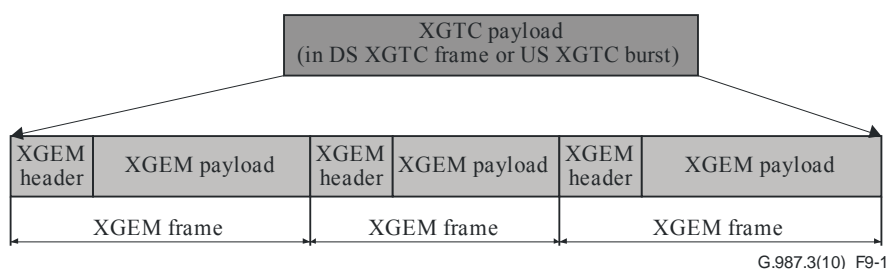 XGTC payload
(in DS XGTC frame or US XGTC burst)
XGEM header
XGEM payload
XGEM header
XGEM payload
XGEM header
XGEM payload
XGEM frame
XGEM frame
XGEM frame
G.987.3(10)_F9-1